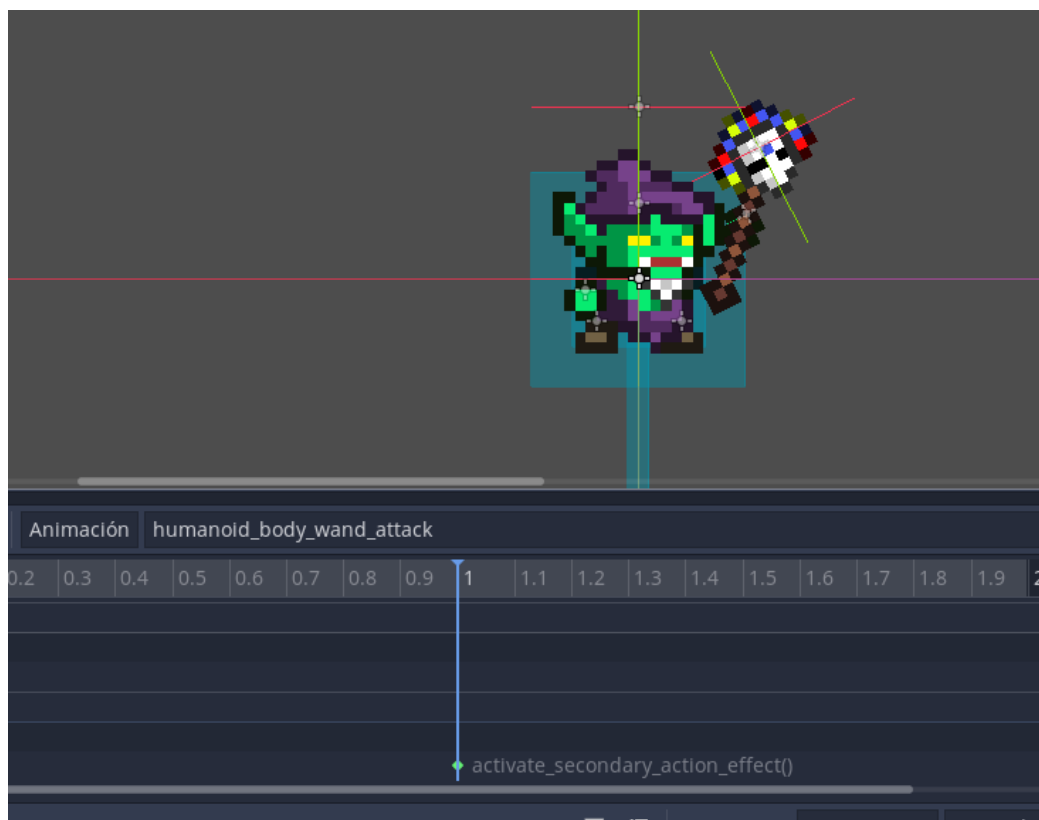 Animación humanoid_body_wand_attack
0.2 0.3 0.4 0.5 0.6 0.7 0.8 0.9 1 1.1 1.2 1.3 1.4 1.5 1.6 1.7 1.8 1.9 2
activate_secondary_action_effect()